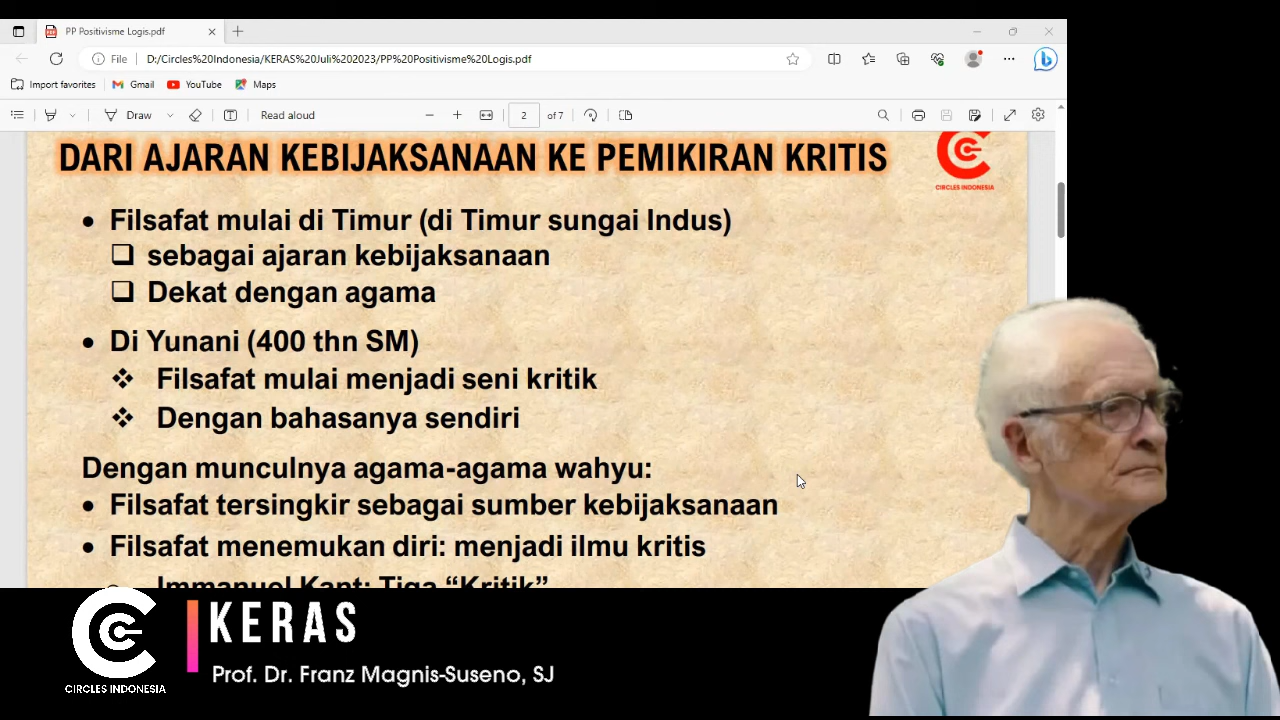 PP Positivisme Logis.pdf
File
D:/Circles%20Indonesia/KERAS%20Juli%202023/PP%20Positivisme%20Logis.pdf
Import favorites
Gmail
YouTube
Maps
Draw
Read aloud
2
of 7
DARI AJARAN KEBIJAKSANAAN KE PEMIKIRAN KRITIS
CIRCLES INDONESIA
• Filsafat mulai di Timur (di Timur sungai Indus)
❑ sebagai ajaran kebijaksanaan
❑ Dekat dengan agama
• Di Yunani (400 thn SM)
❖ Filsafat mulai menjadi seni kritik
❖ Dengan bahasanya sendiri
Dengan munculnya agama-agama wahyu:
• Filsafat tersingkir sebagai sumber kebijaksanaan
• Filsafat menemukan diri: menjadi ilmu kritis
o Immanuel Kant: Tiga “Kritik”
KERAS
Prof. Dr. Franz Magnis-Suseno, SJ
CIRCLES INDONESIA